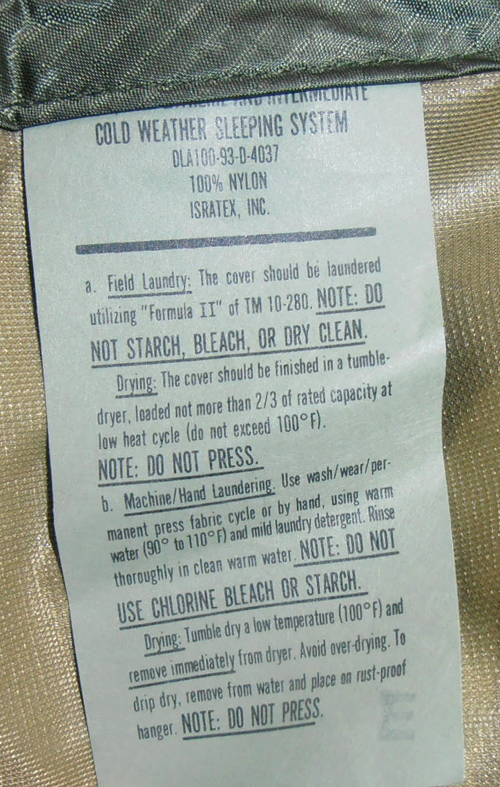 AND INTERMEDIATE
COLD WEATHER SLEEPING SYSTEM
DLA100-93-D-4037
100% NYLON
ISRATEX, INC.
a. Field Laundry: The cover should be laundered
utilizing "Formula II" of TM 10-280. NOTE: DO
NOT STARCH, BLEACH, OR DRY CLEAN.
Drying: The cover should be finished in a tumble-
dryer, loaded not more than 2/3 of rated capacity at
low heat cycle (do not exceed 100°F).
NOTE: DO NOT PRESS.
b. Machine/Hand Laundering: Use wash/wear/per-
manent press fabric cycle or by hand, using warm
water (90° to 110°F) and mild laundry detergent. Rinse
thoroughly in clean warm water. NOTE: DO NOT
USE CHLORINE BLEACH OR STARCH.
Drying: Tumble dry a low temperature (100°F) and
remove immediately from dryer. Avoid over-drying. To
drip dry, remove from water and place on rust-proof
hanger. NOTE: DO NOT PRESS.